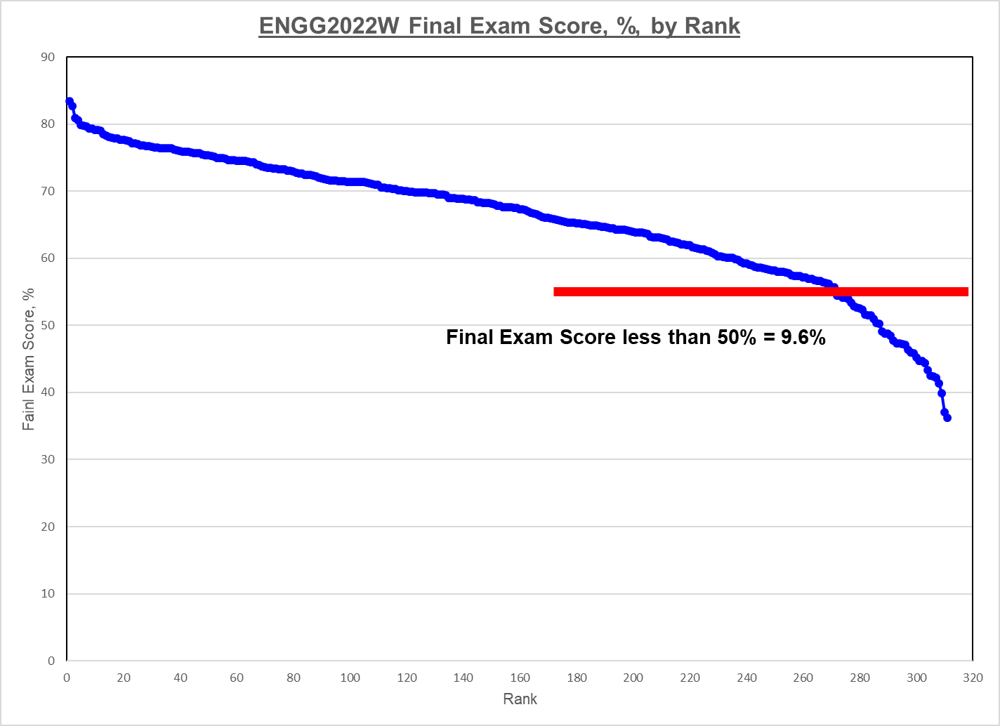 ENGG2022W Final Exam Score, %, by Rank
90
80
70
60
50
40
30
20
10
0
Fainl Exam Score, %
Final Exam Score less than 50% = 9.6%
0 20 40 60 80 100 120 140 160 180 200 220 240 260 280 300 320
Rank